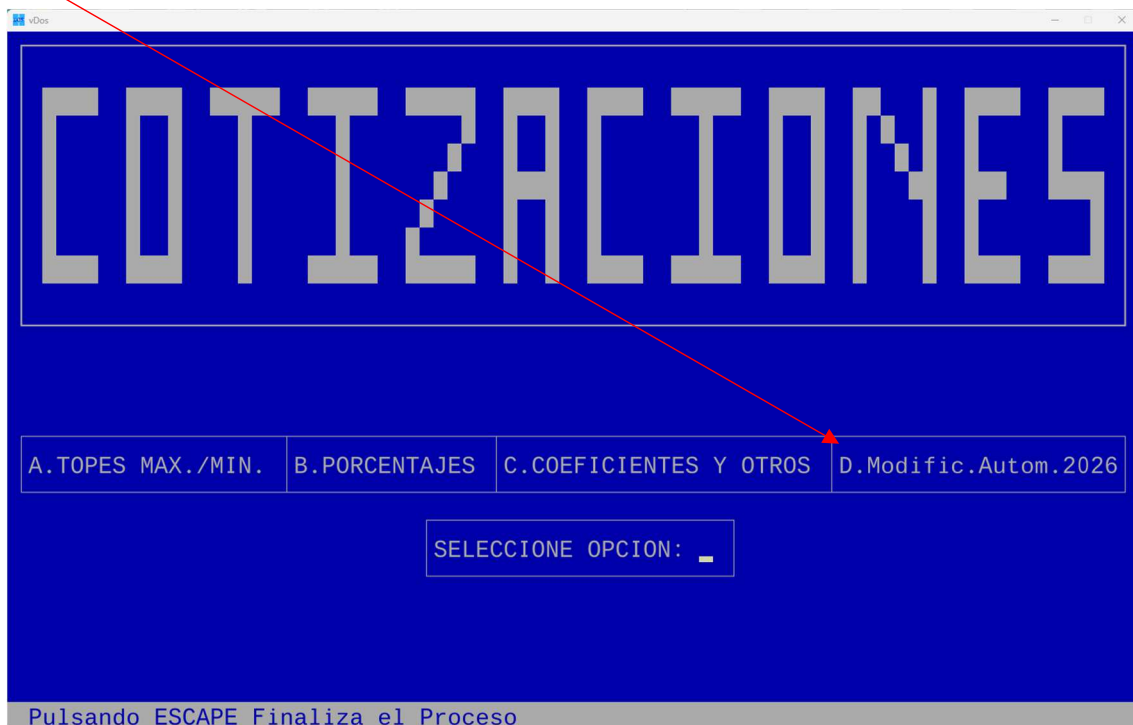 vDos
COTIZACIONES
A.TOPES MAX./MIN. B.PORCENTAJES C.COEFICIENTES Y OTROS D.Modific.Autom.2026
SELECCIONE OPCION: _
Pulsando ESCAPE Finaliza el Proceso